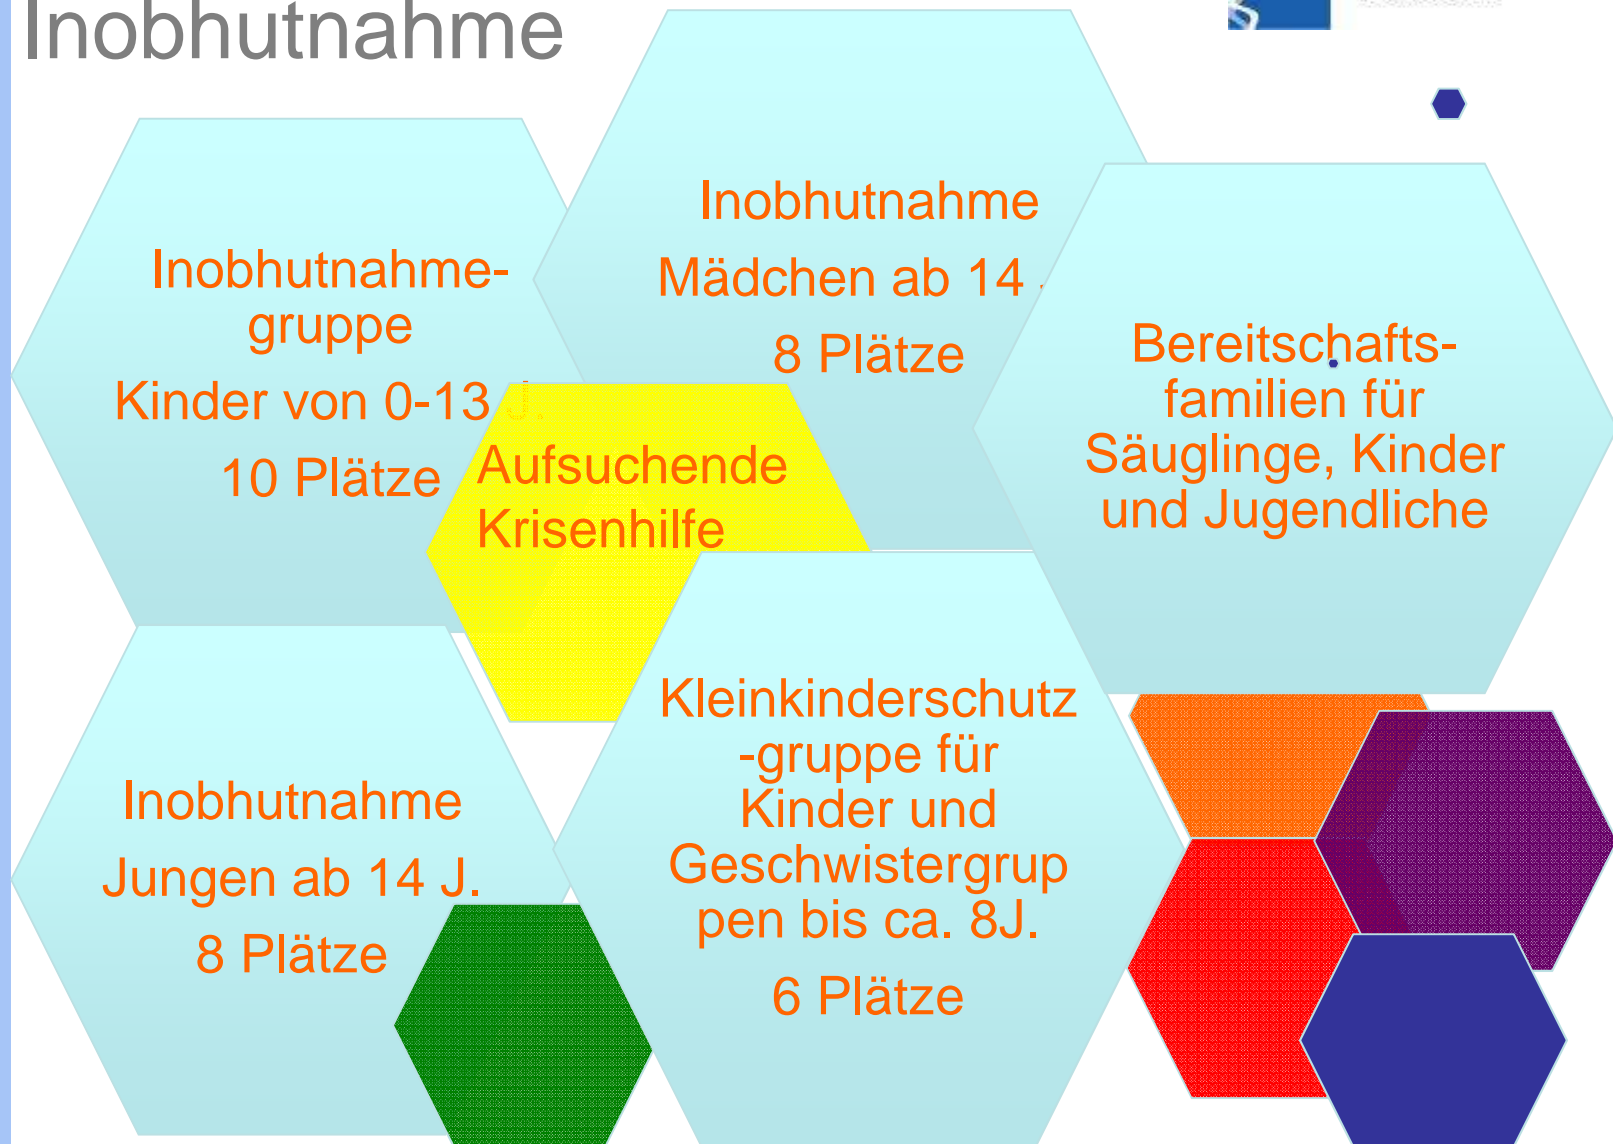 Inobhutnahme
Inobhutnahme-
gruppe
Kinder von 0-13 J.
10 Plätze
Inobhutnahme
Mädchen ab 14
8 Plätze
Bereitschafts-
familien für
Säuglinge, Kinder
und Jugendliche
Aufsuchende
Krisenhilfe
Inobhutnahme
Jungen ab 14 J.
8 Plätze
Kleinkinderschutz
-gruppe für
Kinder und
Geschwistergrup
pen bis ca. 8J.
6 Plätze